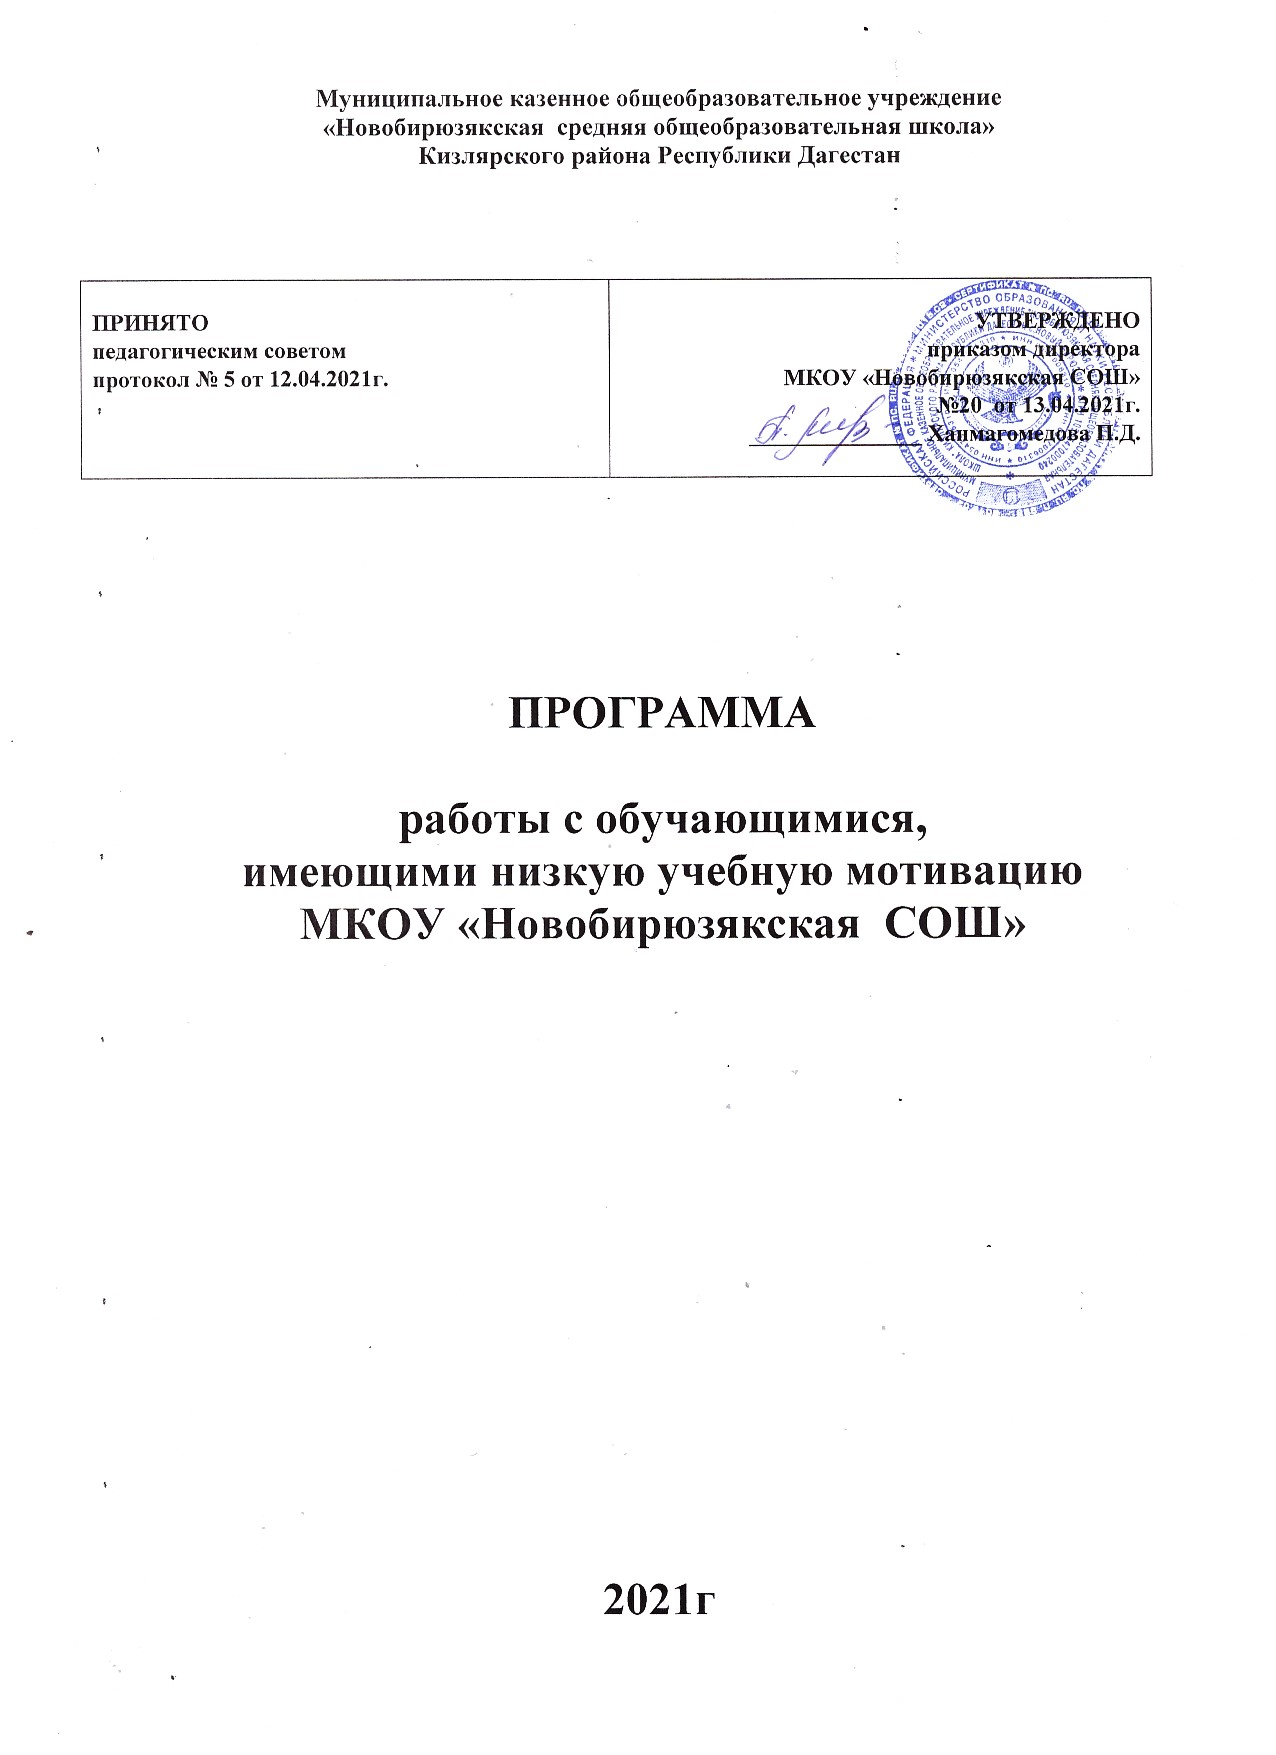 Муниципальное казенное общеобразовательное учреждение
«Новобирюзякская средняя общеобразовательная школа»
Кизлярского района Республики Дагестан
ПРИНЯТО
педагогическим советом
протокол № 5 от 12.04.2021г.
УТВЕРЖДЕНО
приказом директора
МКОУ «Новобирюзякская СОШ»
№20 от 13.04.2021г.
Ханмагомедова П.Д.
ПРОГРАММА
работы с обучающимися,
имеющими низкую учебную мотивацию
МКОУ «Новобирюзякская СОШ»
2021г